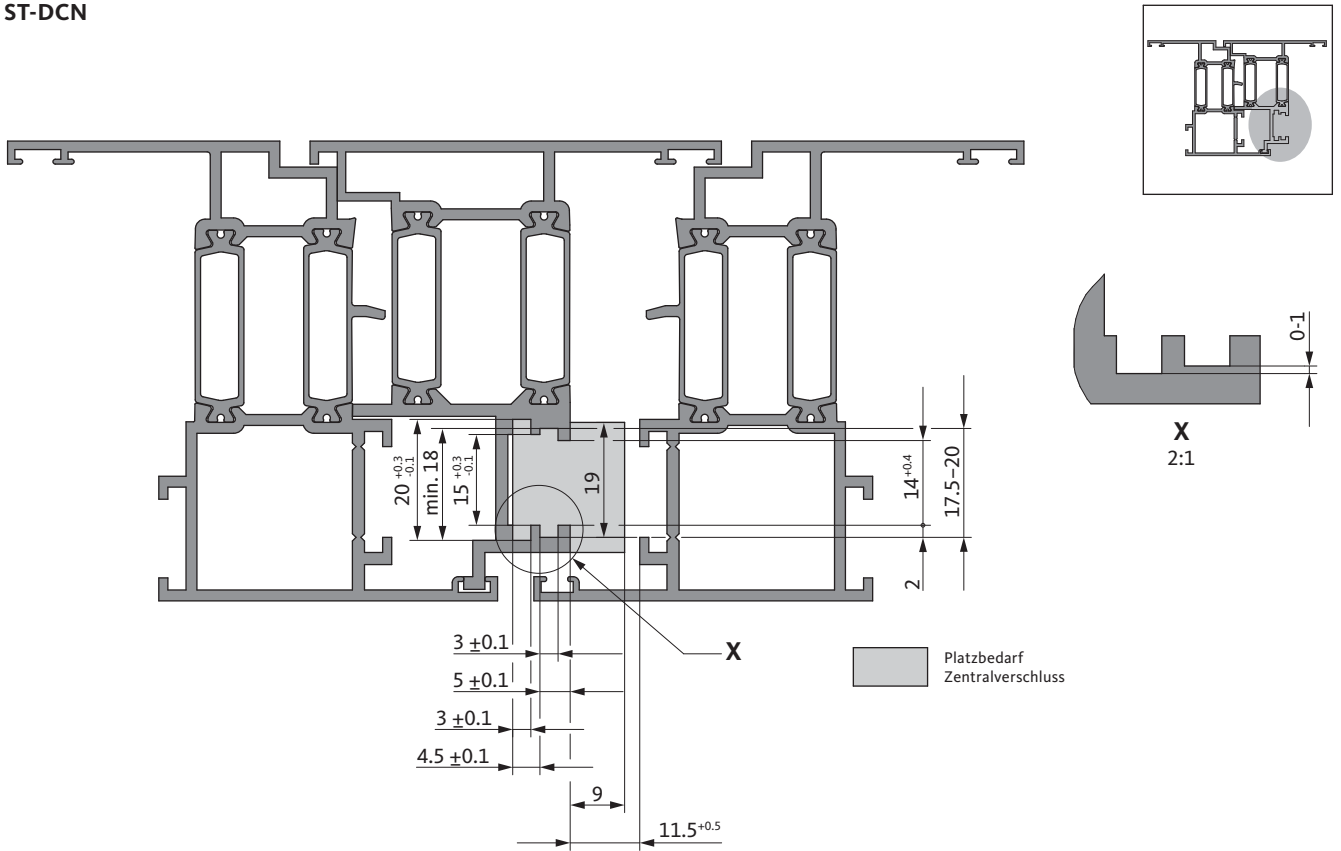 ST-DCN
0-1
X
2:1
20 +0.3 -0.1
min. 18
15 +0.3 -0.1
19
14+0.4
17.5–20
2
3 ±0.1
X
5 ±0.1
3 ±0.1
4.5 ±0.1
9
11.5+0.5
Platzbedarf
Zentralverschluss